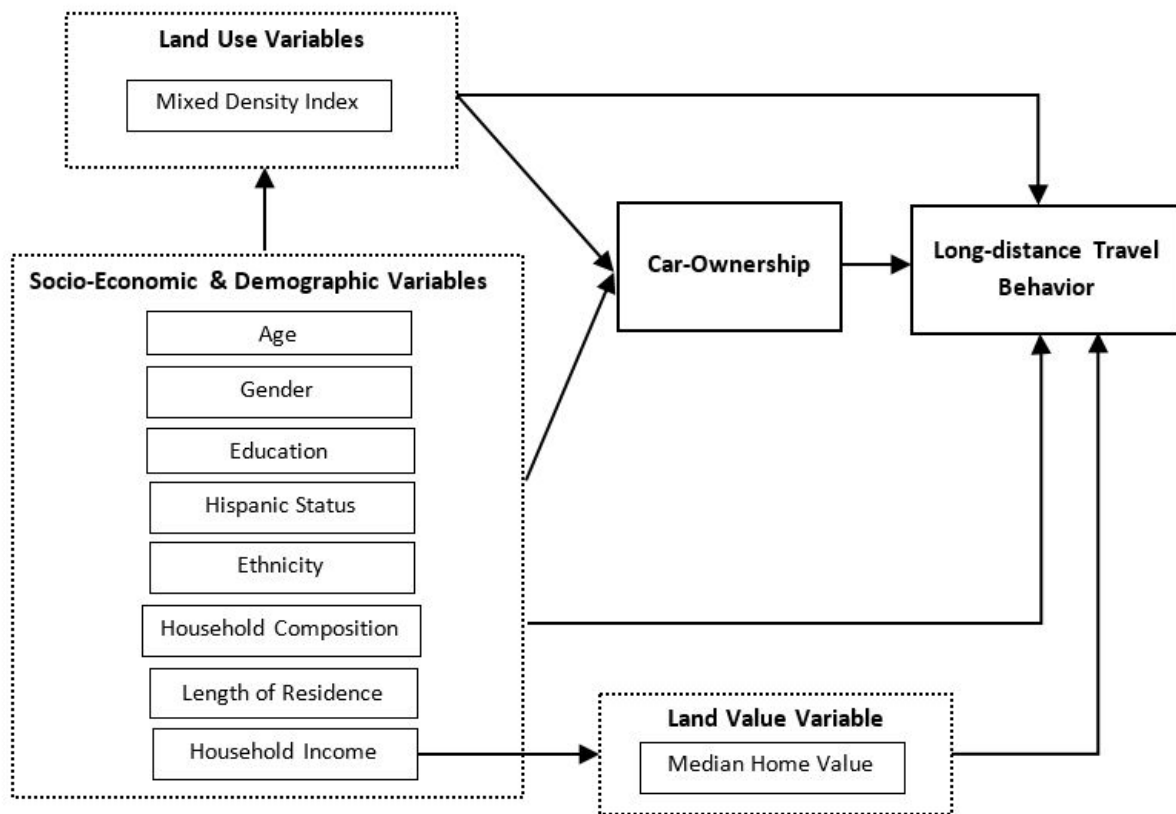 Land Use Variables
Mixed Density Index
Socio-Economic & Demographic Variables
Age
Gender
Education
Hispanic Status
Ethnicity
Household Composition
Length of Residence
Household Income
Car-Ownership
Long-distance Travel
Behavior
Land Value Variable
Median Home Value